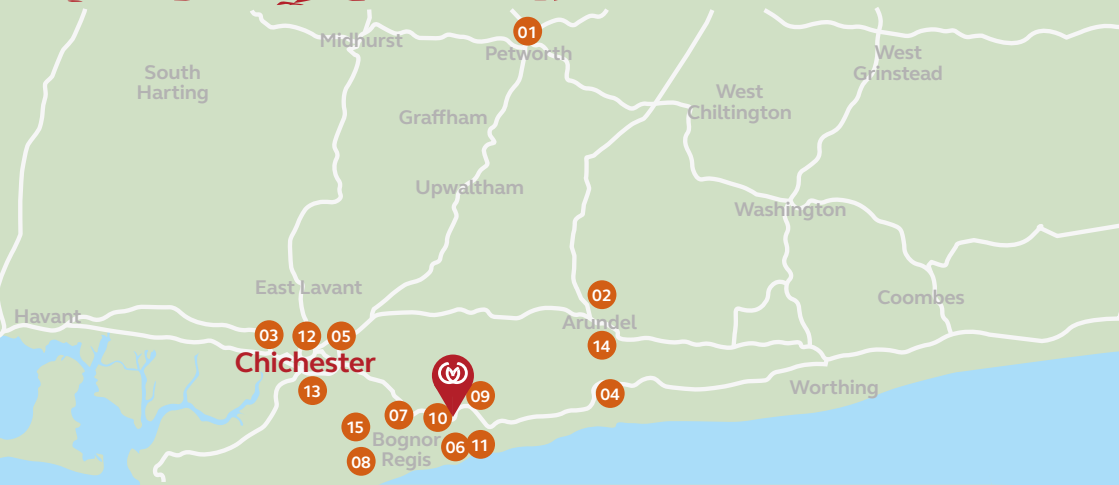 01
Midhurst
Petworth
South
Harting
West
Grinstead
West
Chiltington
Graffham
Upwaltham
Washington
East Lavant
02
Coombes
Havant
Arundel
03
12
05
14
Chichester
13
09
04
Worthing
07
10
15
Bognor
Regis
06
11
08